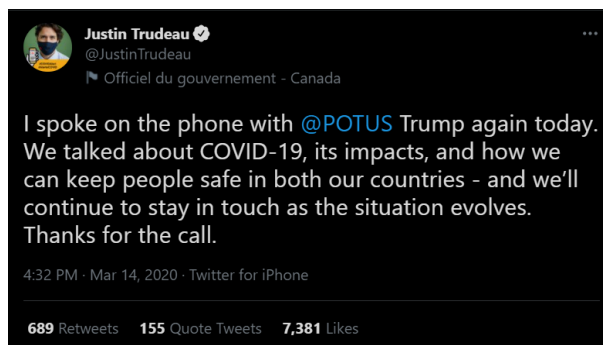 Justin Trudeau
@JustinTrudeau
Officiel du gouvernement - Canada
I spoke on the phone with @POTUS Trump again today.
We talked about COVID-19, its impacts, and how we
can keep people safe in both our countries - and we'll
continue to stay in touch as the situation evolves.
Thanks for the call.
4:32 PM · Mar 14, 2020 · Twitter for iPhone
689 Retweets 155 Quote Tweets 7,381 Likes